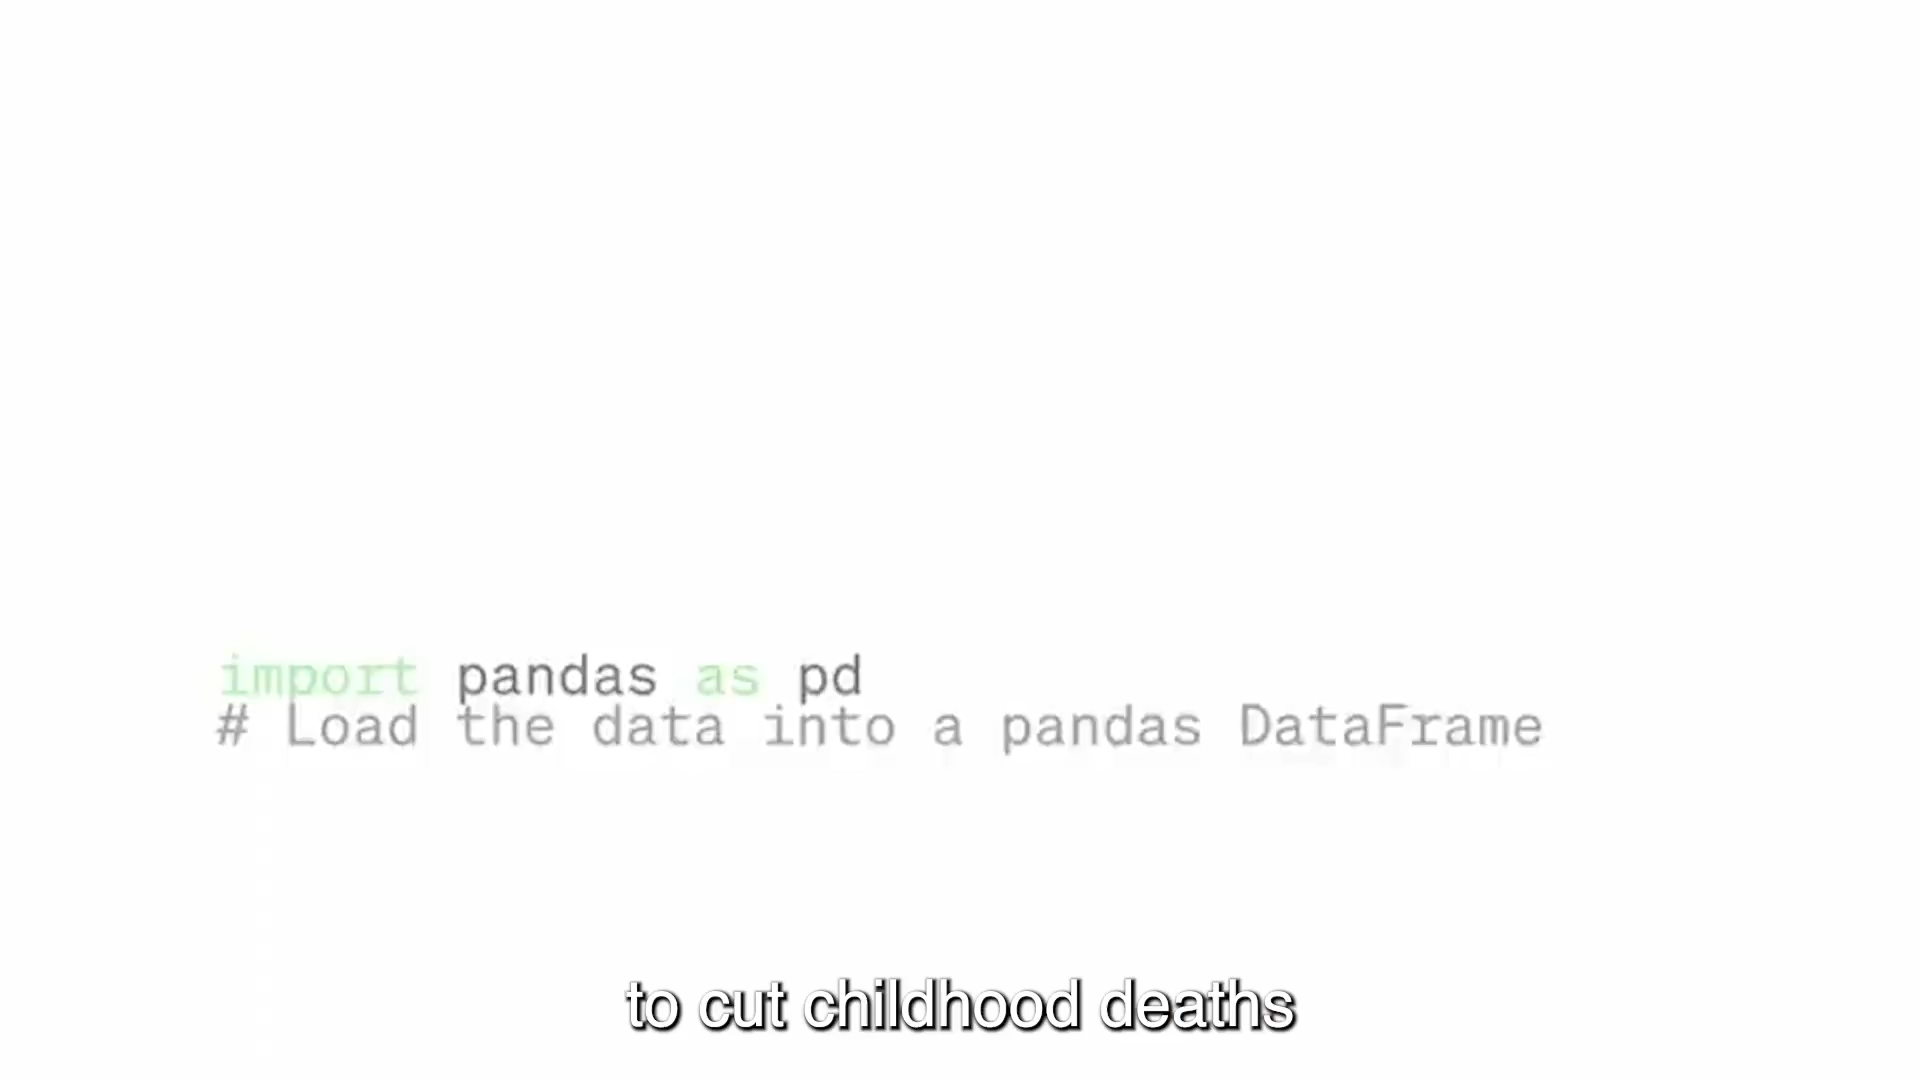 import pandas as pd
# Load the data into a pandas DataFrame
to cut childhood deaths